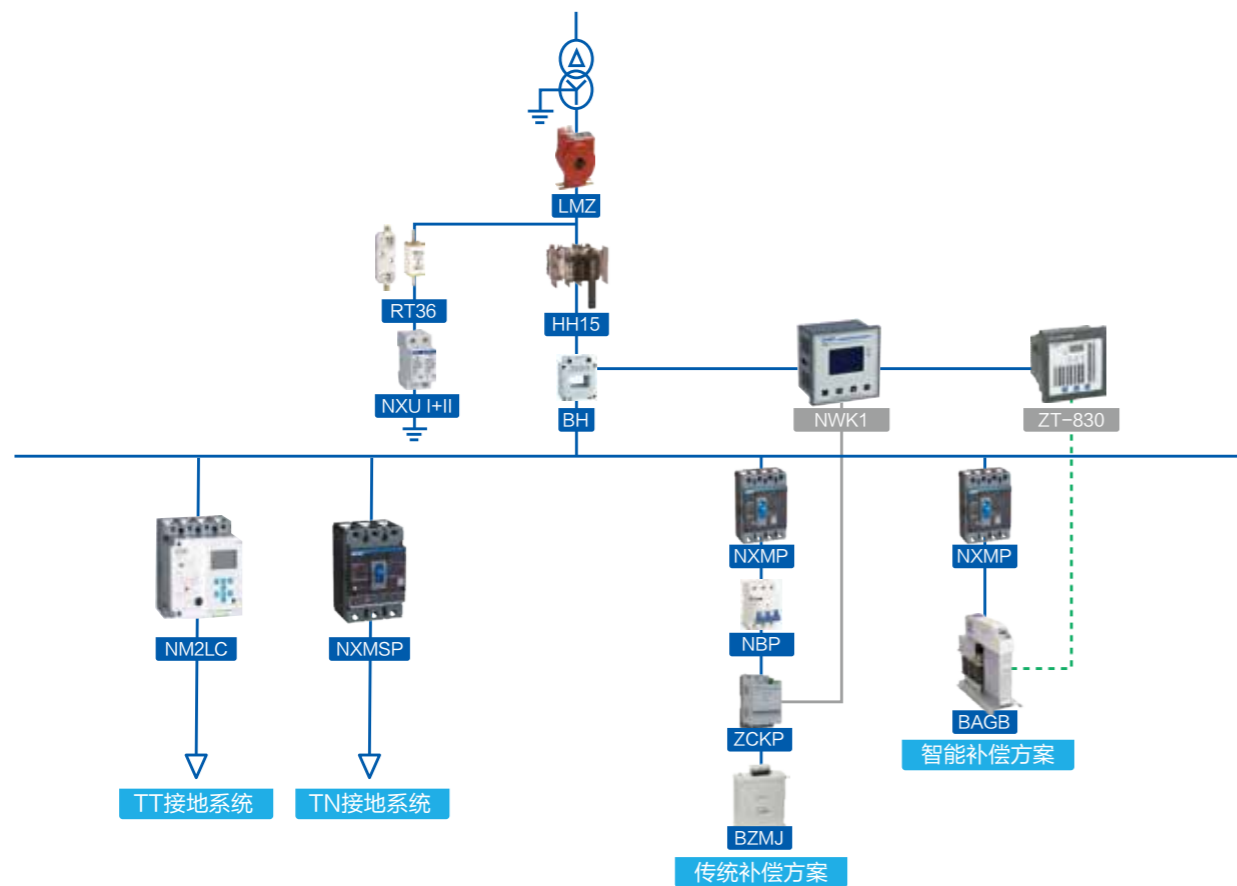 LMZ
RT36
HH15
NXU I+II
BH
NWK1
ZT-830
NM2LC
NXMSP
NXMP
NXMP
NBP
ZCKP
BAGB
智能补偿方案
TT接地系统
TN接地系统
BZMJ
传统补偿方案